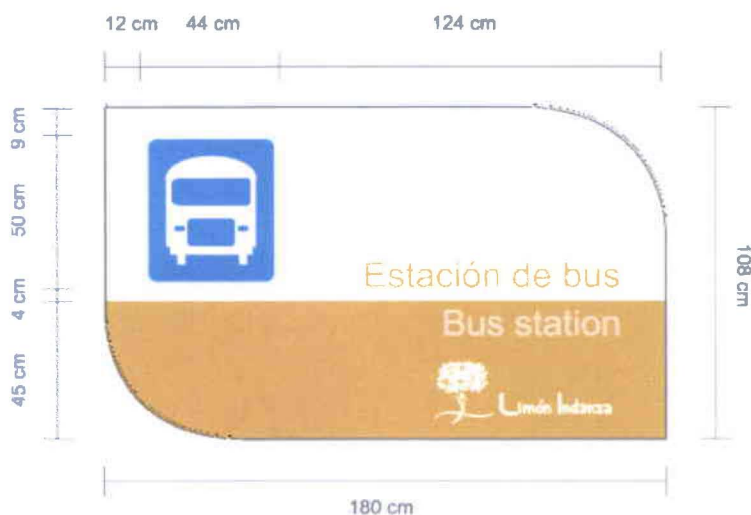 12 cm 44 cm 124 cm
9 cm
50 cm
4 cm
45 cm
Estación de bus
Bus station
Limón Indanza
108 cm
180 cm